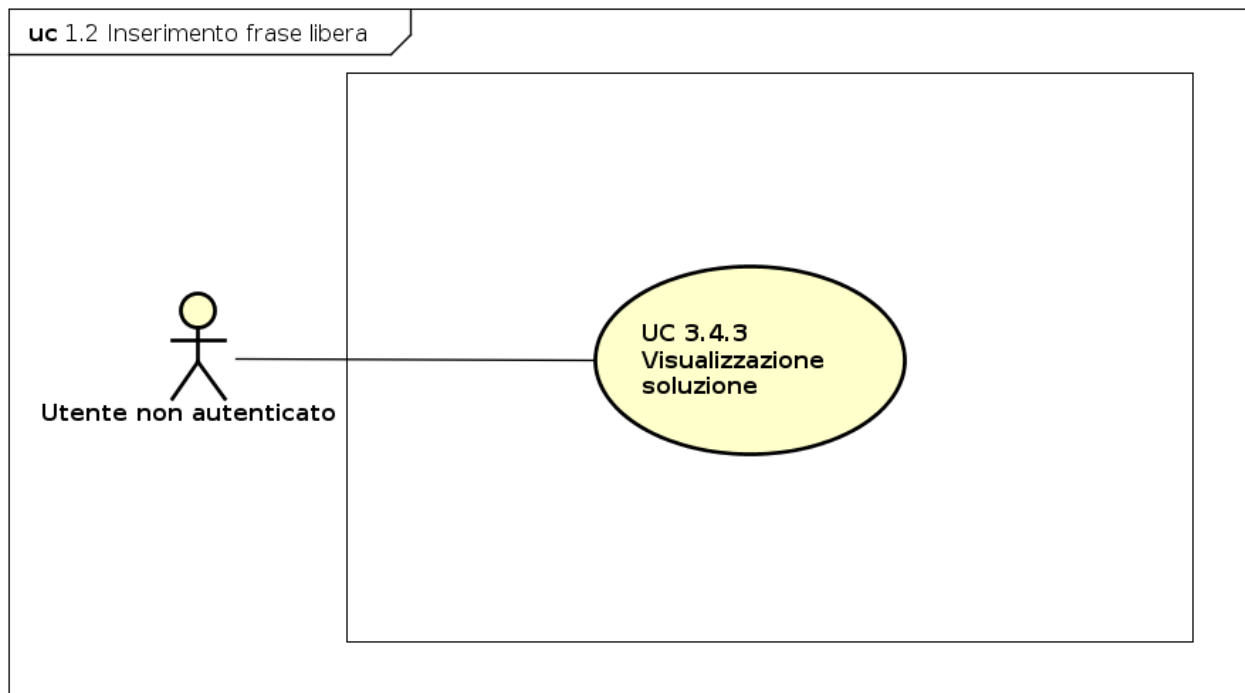 uc 1.2 Inserimento frase libera
UC 3.4.3
Visualizzazione
soluzione
Utente non autenticato